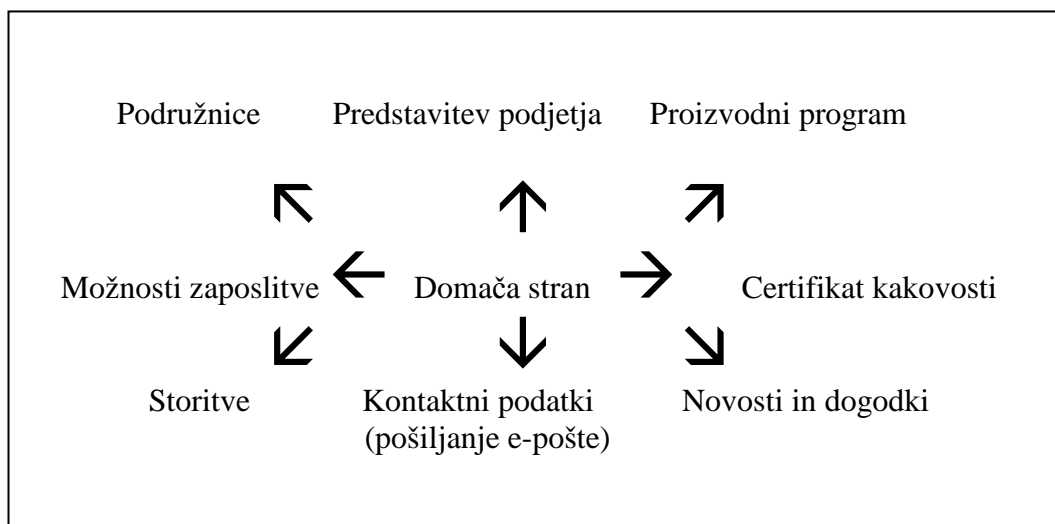 Podružnice Predstavitev podjetja Proizvodni program
Možnosti zaposlitve Domača stran Certifikat kakovosti
Storitve Kontaktni podatki Novosti in dogodki
(pošiljanje e-pošte)